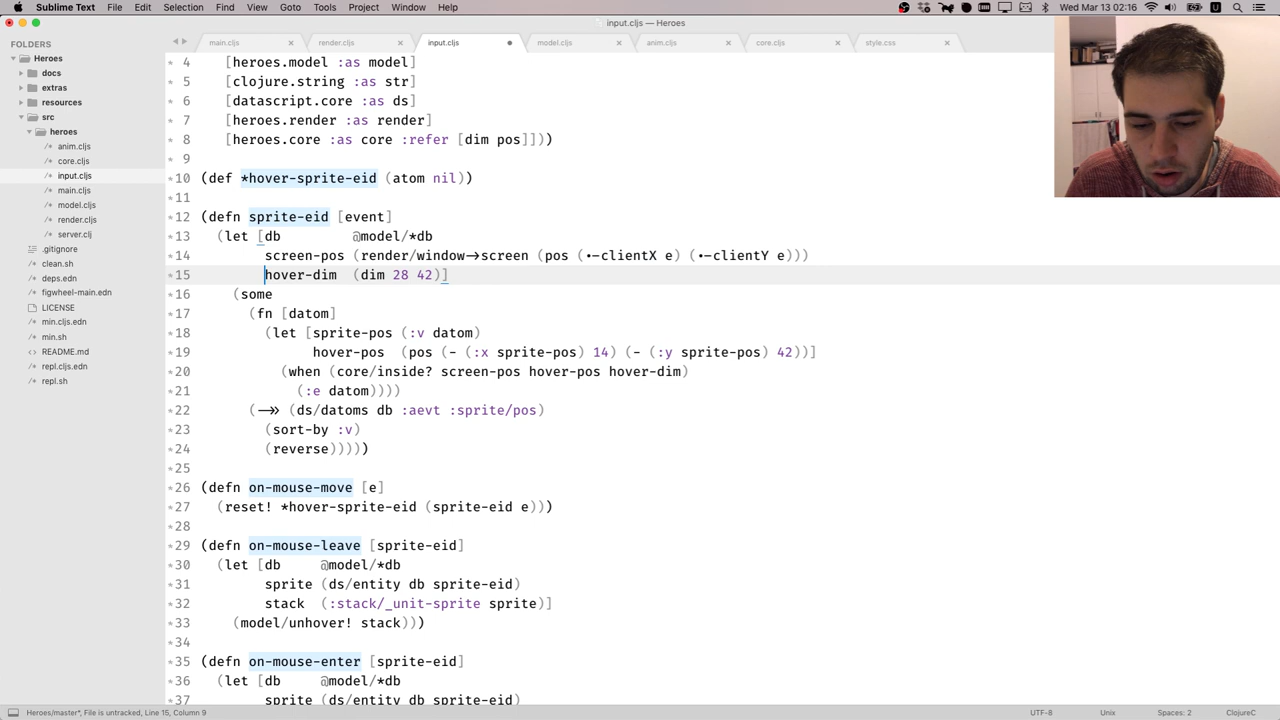 Sublime Text File Edit Selection Find View Goto Tools Project Window Help Wed Mar 13 02:16
input.cljs — Heroes
FOLDERS
Heroes
docs
extras
resources
src
heroes
/* anim.cljs
/* core.cljs
/* input.cljs
/* main.cljs
/* model.cljs
/* render.cljs
/* server.clj
.gitignore
/* clean.sh
deps.edn
figwheel-main.edn
LICENSE
/* min.cljs.edn
/* min.sh
README.md
/* repl.cljs.edn
/* repl.sh
main.cljs
render.cljs
input.cljs
model.cljs
anim.cljs
core.cljs
style.css
4 [heroes.model :as model]
5 [clojure.string :as str]
6 [datascript.core :as ds]
7 [heroes.render :as render]
8 [heroes.core :as core :refer [dim pos]]))
9
10 (def *hover-sprite-eid (atom nil))
11
12 (defn sprite-eid [event]
13 (let [db @model/*db
14 screen-pos (render/window->screen (pos (.-clientX e) (.-clientY e)))
15 hover-dim (dim 28 42)]
16 (some
17 (fn [datom]
18 (let [sprite-pos (:v datom)
19 hover-pos (pos (- (:x sprite-pos) 14) (- (:y sprite-pos) 42))]
20 (when (core/inside? screen-pos hover-pos hover-dim)
21 (:e datom))))
22 (->> (ds/datoms db :aevt :sprite/pos)
23 (sort-by :v)
24 (reverse)))))
25
26 (defn on-mouse-move [e]
27 (reset! *hover-sprite-eid (sprite-eid e)))
28
29 (defn on-mouse-leave [sprite-eid]
30 (let [db @model/*db
31 sprite (ds/entity db sprite-eid)
32 stack (:stack/_unit-sprite sprite)]
33 (model/unhover! stack)))
34
35 (defn on-mouse-enter [sprite-eid]
36 (let [db @model/*db
37 sprite (ds/entity db sprite-eid)
Heroes/master*, File is untracked, Line 15, Column 9 UTF-8 Unix Spaces: 2 ClojureC